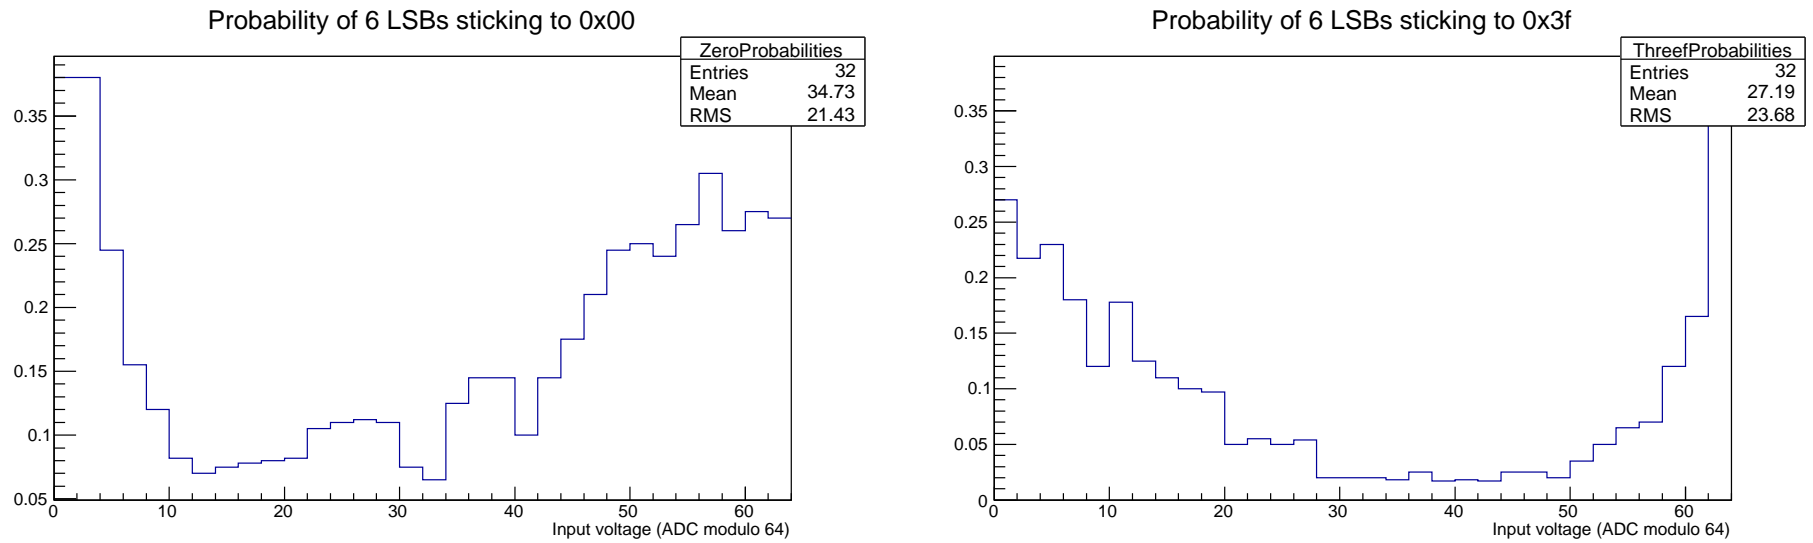 Probability of 6 LSBs sticking to 0x00
ZeroProbabilities
Entries 32
Mean 34.73
RMS 21.43
0.35
0.3
0.25
0.2
0.15
0.1
0.05
0 10 20 30 40 50 60
Input voltage (ADC modulo 64)
Probability of 6 LSBs sticking to 0x3f
ThreefProbabilities
Entries 32
Mean 27.19
RMS 23.68
0.35
0.3
0.25
0.2
0.15
0.1
0.05
0
0 10 20 30 40 50 60
Input voltage (ADC modulo 64)